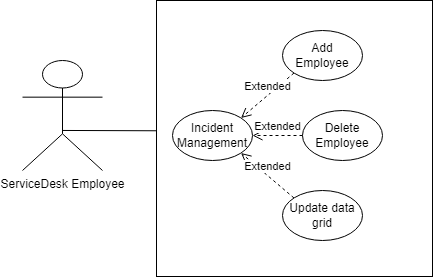 Add
Employee
Extended
Incident
Management
Extended
Delete
Employee
Extended
ServiceDesk Employee
Update data
grid